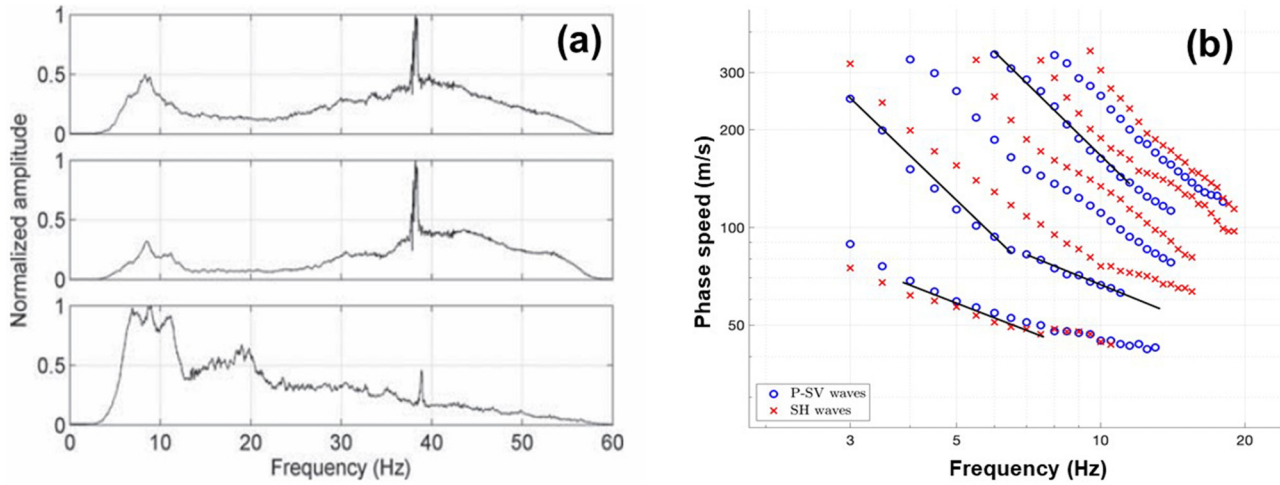 (a)
1
0.5
0
1
0.5
0
1
0.5
0
0 10 20 30 40 50 60
Normalized amplitude
Frequency (Hz)
(b)
300
200
100
50
3 5 10 20
Phase speed (m/s)
Frequency (Hz)
P-SV waves
SH waves